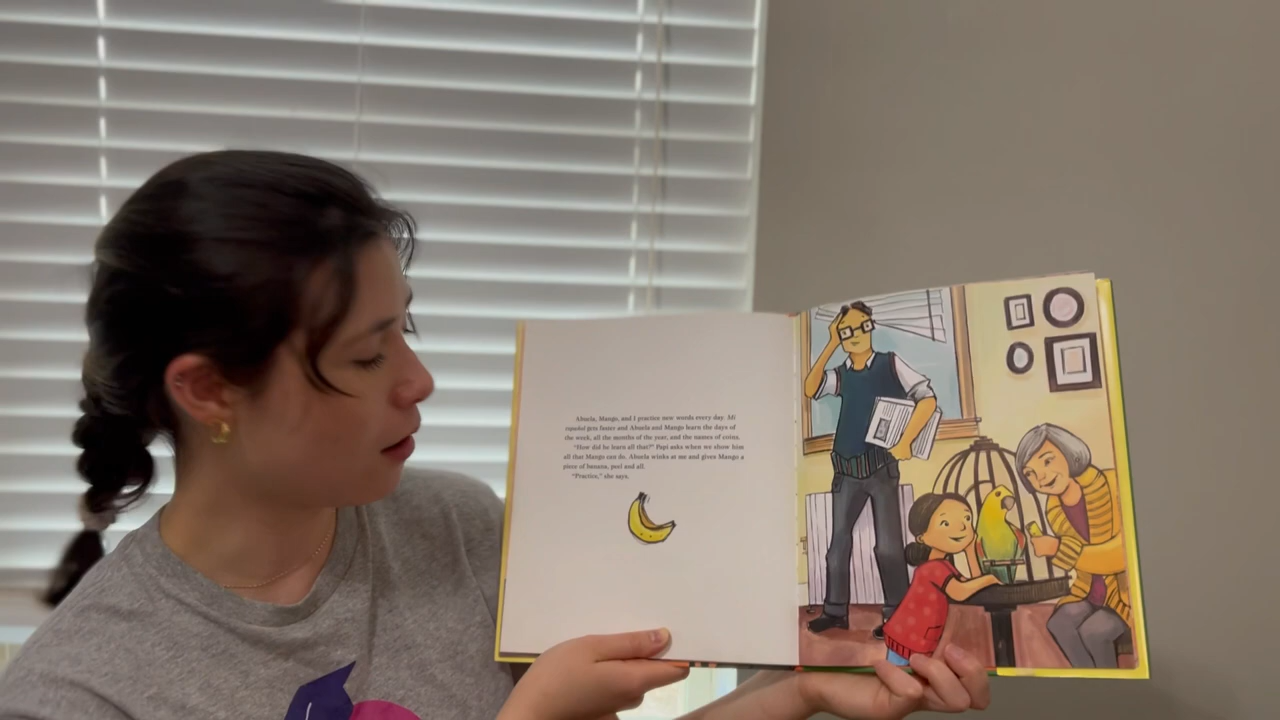 Abuela, Mango, and I practice new words every day. Mi
español gets faster and Abuela and Mango learn the days of
the week, all the months of the year, and the names of coins.
"How did he learn all that?" Papi asks when we show him
all that Mango can do. Abuela winks at me and gives Mango a
piece of banana, peel and all.
"Practice," she says.